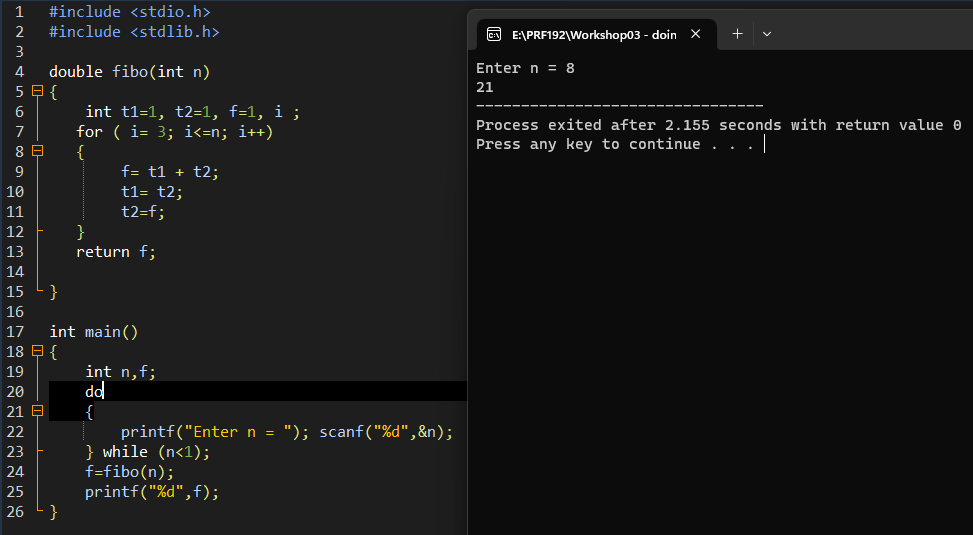 1 #include <stdio.h>
2 #include <stdlib.h>
3
4 double fibo(int n)
5 {
6     int t1=1, t2=1, f=1, i ;
7    for ( i= 3; i<=n; i++)
8    {
9         f= t1 + t2;
10         t1= t2;
11         t2=f;
12    }
13    return f;
14
15 }
16
17 int main()
18 {
19     int n,f;
20     do
21     {
22         printf("Enter n = "); scanf("%d",&n);
23     } while (n<1);
24     f=fibo(n);
25     printf("%d",f);
26 }
E:\PRF192\Workshop03 - doin
Enter n = 8
21
--------------------------------
Process exited after 2.155 seconds with return value 0
Press any key to continue . . .